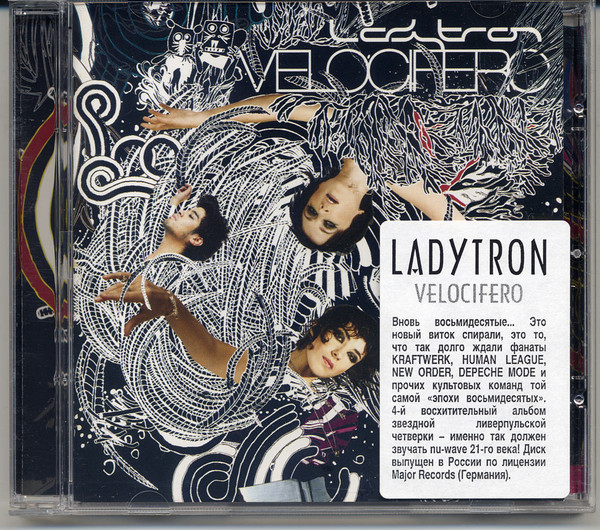 Ladytron
VELOCIFERO
LADYTRON
VELOCIFERO
Вновь восьмидесятые... Это
новый виток спирали, это то,
что так долго ждали фанаты
KRAFTWERK, HUMAN LEAGUE,
NEW ORDER, DEPECHE MODE и
прочих культовых команд той
самой «эпохи восьмидесятых».
4-й восхитительный альбом
звездной ливерпульской
четверки – именно так должен
звучать nu-wave 21-го века! Диск
выпущен в России по лицензии
Major Records (Германия).